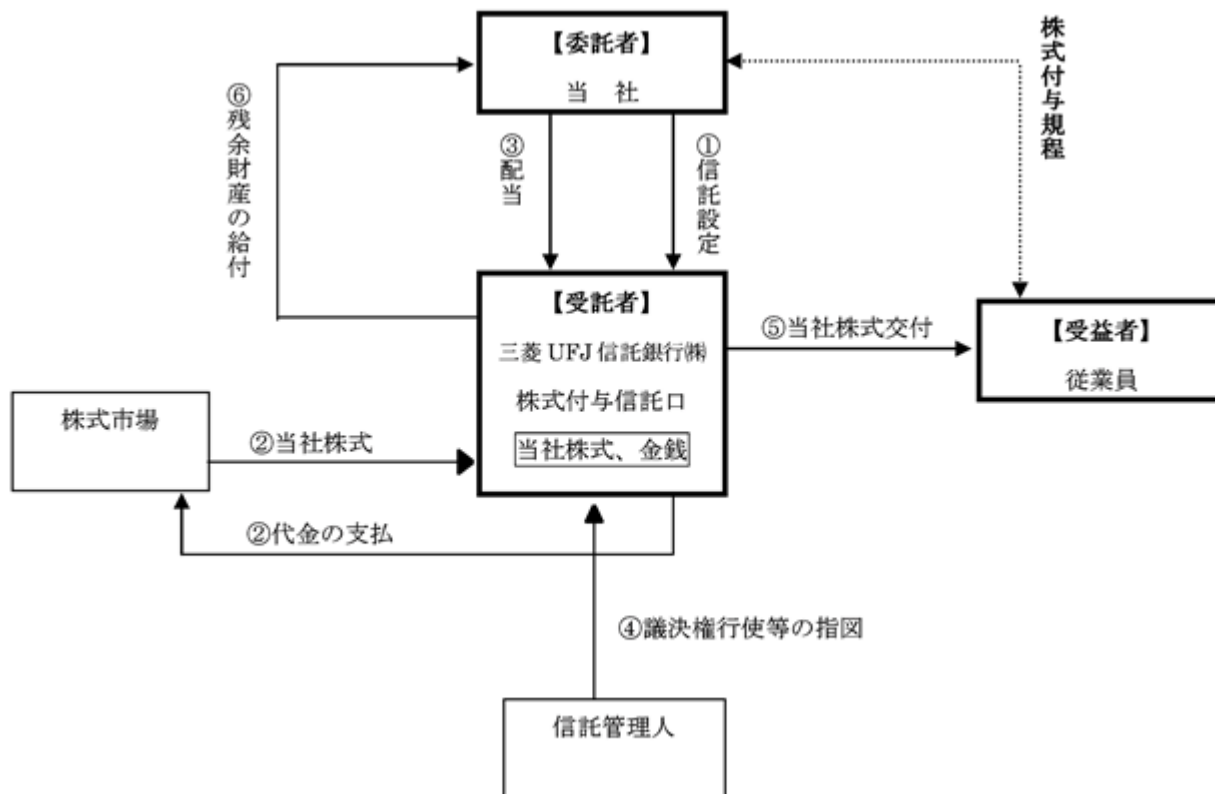 【委託者】
当　社
株式付与規程
⑥残余財産の給付
③配当
①信託設定
【受託者】
三菱 UFJ 信託銀行㈱
株式付与信託口
当社株式、金銭
⑤当社株式交付
【受益者】
従業員
株式市場
②当社株式
②代金の支払
④議決権行使等の指図
信託管理人